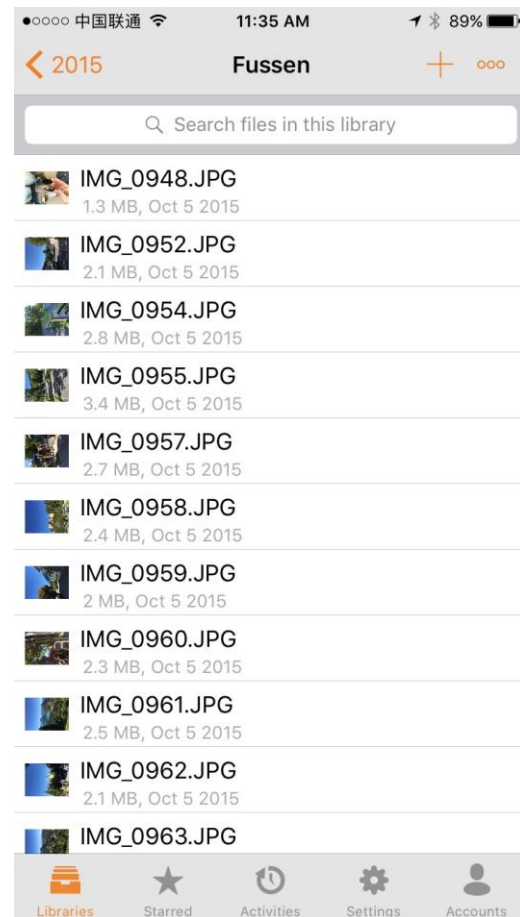 中国联通 11:35 AM 89%
2015 Fussen
Search files in this library
IMG_0948.JPG
1.3 MB, Oct 5 2015
IMG_0952.JPG
2.1 MB, Oct 5 2015
IMG_0954.JPG
2.8 MB, Oct 5 2015
IMG_0955.JPG
3.4 MB, Oct 5 2015
IMG_0957.JPG
2.7 MB, Oct 5 2015
IMG_0958.JPG
2.4 MB, Oct 5 2015
IMG_0959.JPG
2 MB, Oct 5 2015
IMG_0960.JPG
2.3 MB, Oct 5 2015
IMG_0961.JPG
2.5 MB, Oct 5 2015
IMG_0962.JPG
2.1 MB, Oct 5 2015
IMG_0963.JPG
Libraries Starred Activities Settings Accounts